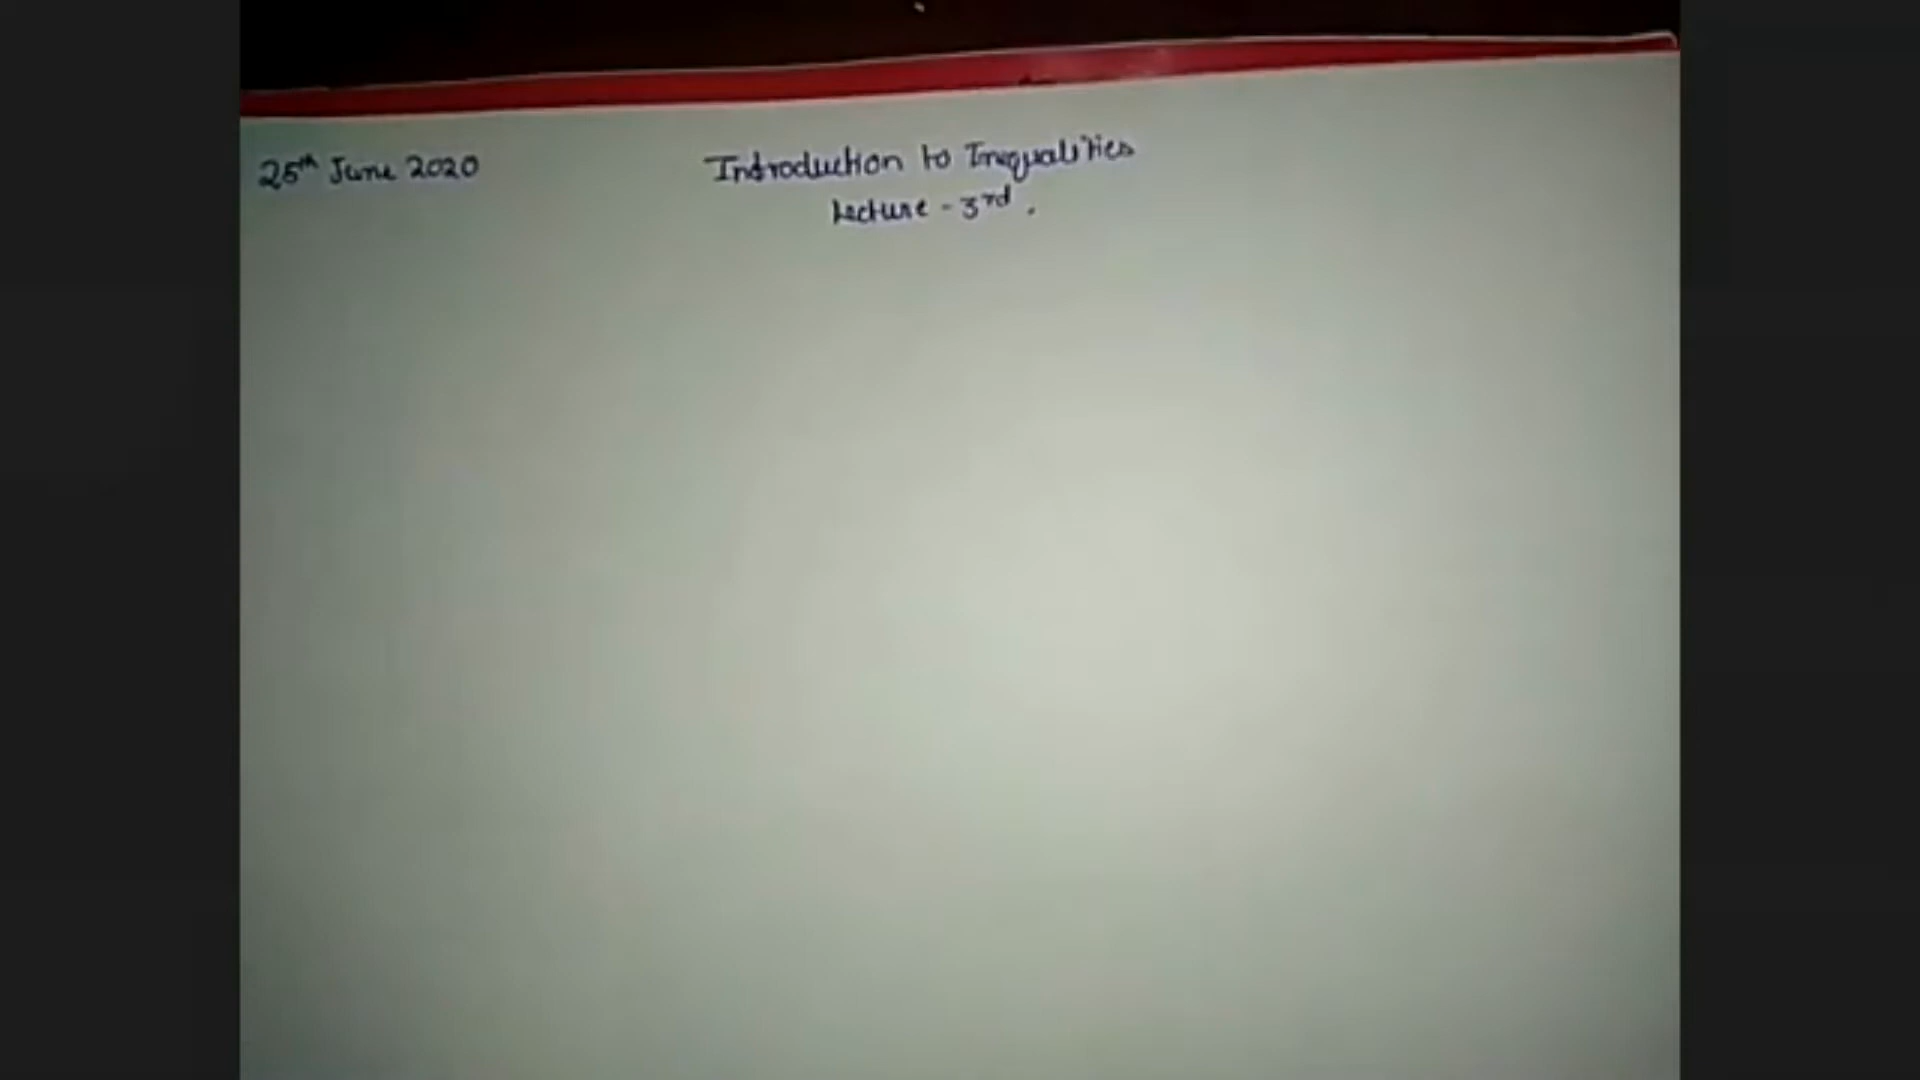 25th June 2020
Introduction to Inequalities
Lecture - 3rd.